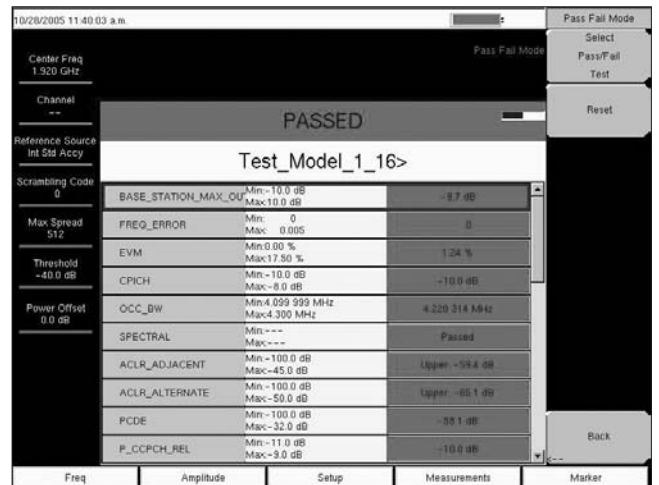 10/28/2005 11:40:03 a.m.
Pass Fail Mode
Pass Fail Mode
Select
Pass/Fail
Test
Reset
Back
<--
Center Freq
1.920 GHz
Channel
--
Reference Source
Int Std Accy
Scrambling Code
0
Max Spread
512
Threshold
-40.0 dB
Power Offset
0.0 dB
PASSED
Test_Model_1_16>
BASE_STATION_MAX_OU Min:-10.0 dB
Max:10.0 dB
-9.7 dB
FREQ_ERROR Min: 0
Max: 0.005
0
EVM Min:0.00 %
Max:17.50 %
1.24 %
CPICH Min:-10.0 dB
Max:-8.0 dB
-10.0 dB
OCC_BW Min:4.099 999 MHz
Max:4.300 MHz
4.220 314 MHz
SPECTRAL Min:---
Max:---
Passed
ACLR_ADJACENT Min:-100.0 dB
Max:-45.0 dB
Upper: -59.4 dB
ACLR_ALTERNATE Min:-100.0 dB
Max:-50.0 dB
Upper: dB
PCDE Min:-100.0 dB
Max:-32.0 dB
dB
P_CCPCH_REL Min:-11.0 dB
Max:-9.0 dB
-10.0 dB
Freq Amplitude Setup Measurements Marker